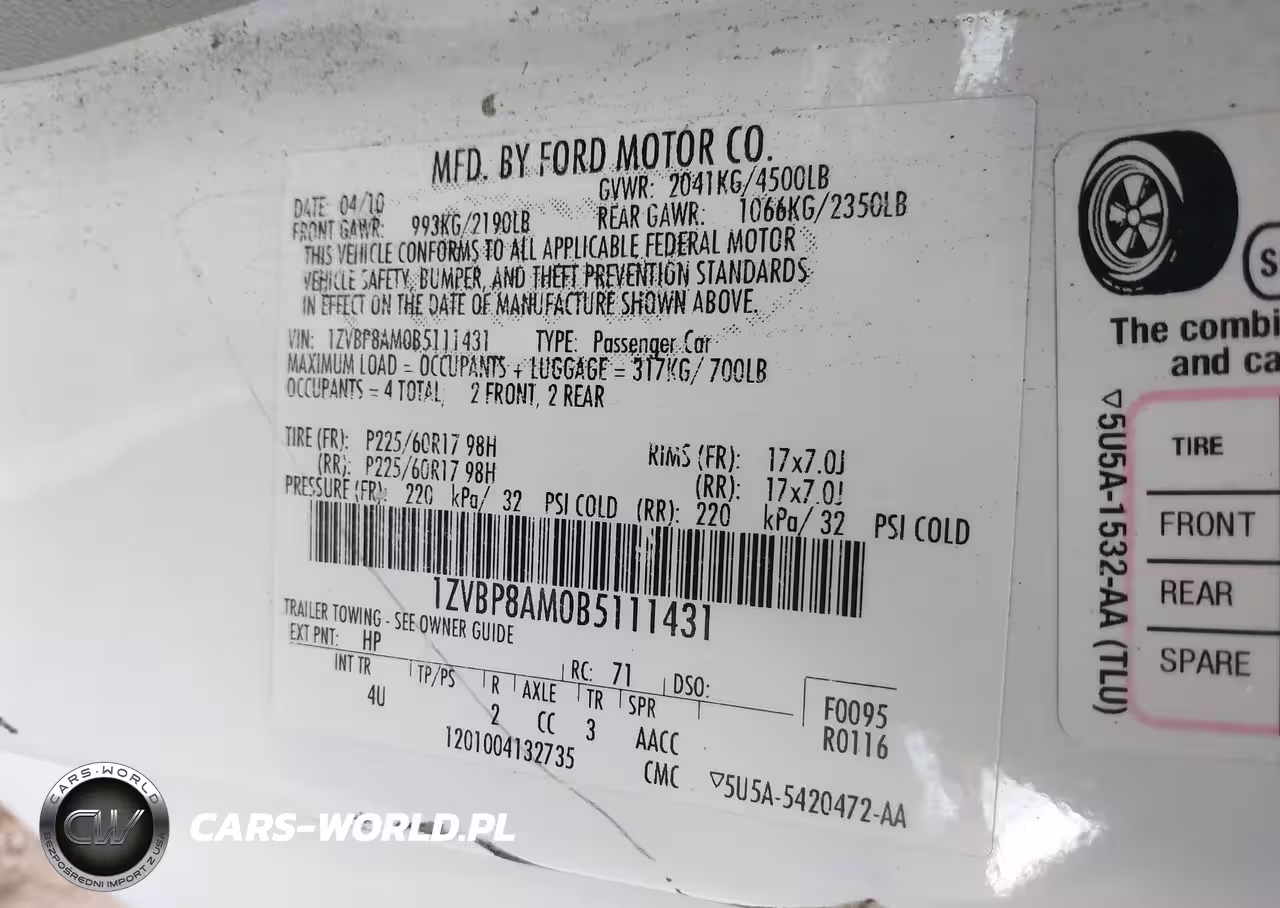 MFD. BY FORD MOTOR CO.
DATE: 04/10 GVWR: 2041KG/4500LB
FRONT GAWR: 993KG/2190LB REAR GAWR: 1066KG/2350LB
THIS VEHICLE CONFORMS TO ALL APPLICABLE FEDERAL MOTOR
VEHICLE SAFETY, BUMPER, AND THEFT PREVENTION STANDARDS
IN EFFECT ON THE DATE OF MANUFACTURE SHOWN ABOVE.
VIN: 1ZVBP8AM0B5111431 TYPE: Passenger Car
MAXIMUM LOAD = OCCUPANTS + LUGGAGE = 317KG/ 700LB
OCCUPANTS = 4 TOTAL, 2 FRONT, 2 REAR
TIRE (FR): P225/60R17 98H RIMS (FR): 17x7.0J
(RR): P225/60R17 98H (RR): 17x7.0J
PRESSURE (FR): 220 kPa/ 32 PSI COLD (RR): 220 kPa/ 32 PSI COLD
1ZVBP8AM0B5111431
TRAILER TOWING - SEE OWNER GUIDE
EXT PNT: HP RC: 71 DSO:
INT TR TP/PS R AXLE TR SPR
4U 2 CC 3 AACC
F0095
R0116
1201004132735 CMC ▽5U5A-5420472-AA
S
The combi
and ca
▽5U5A-1532-AA (TLU)
TIRE
FRONT
REAR
SPARE
CARS-WORLD
CW
BEZPOŚREDNI IMPORT Z USA
CARS-WORLD.PL